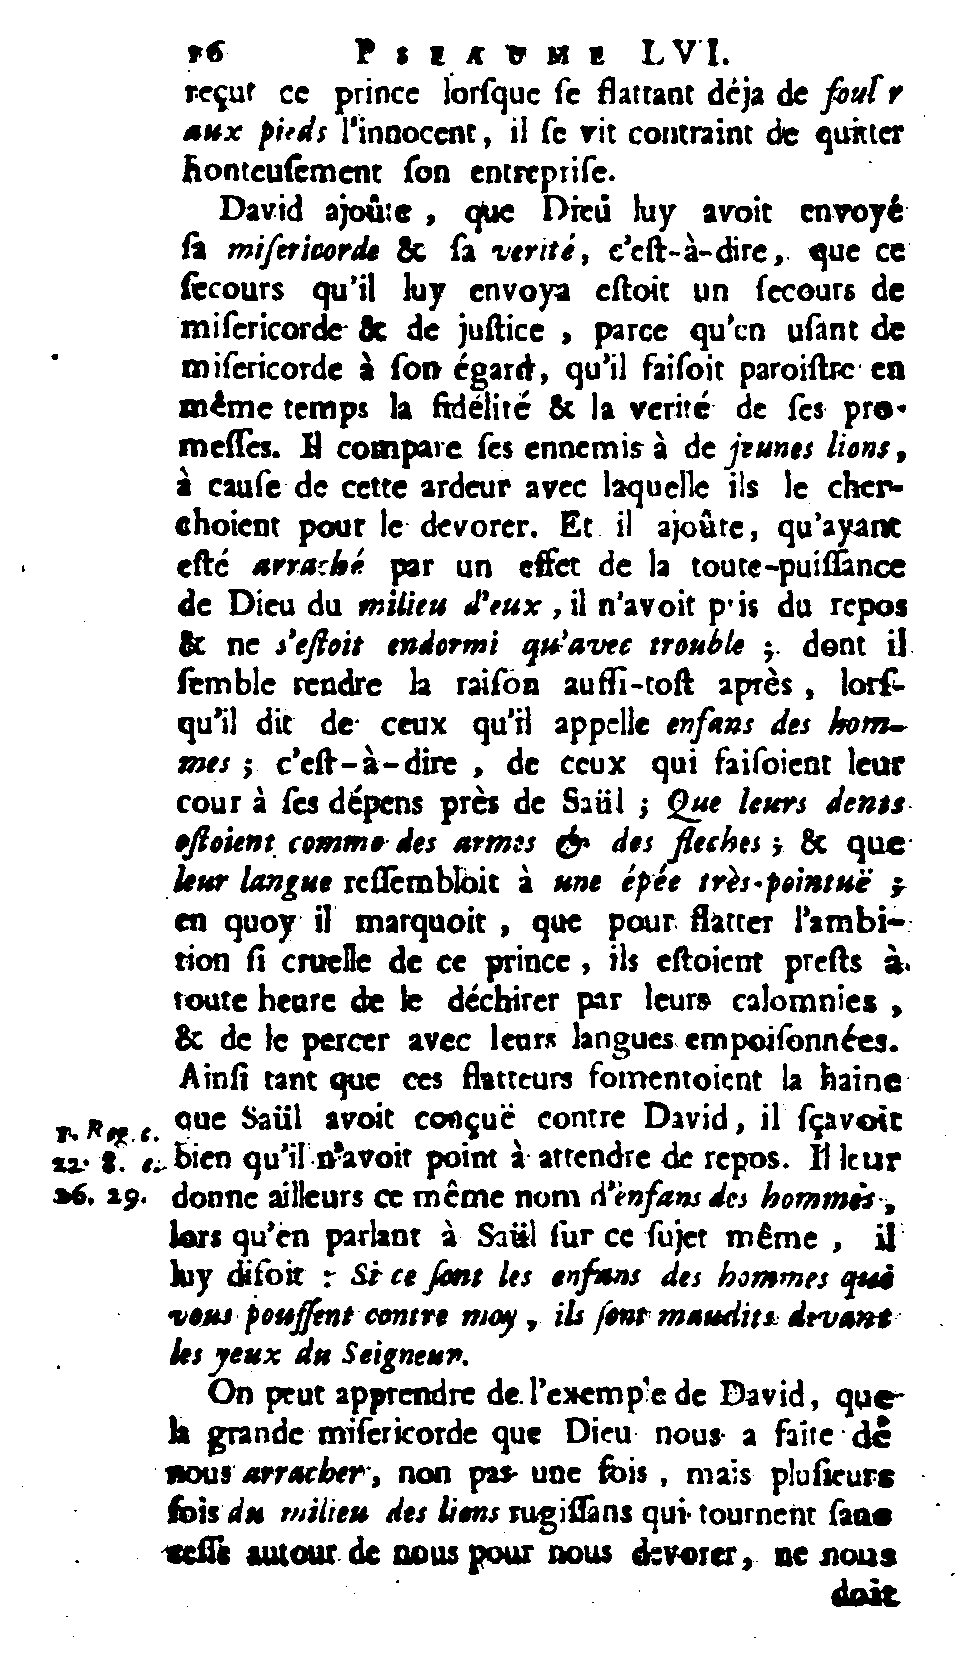 16 PSEAUME LVI.
reçut ce prince lorſque ſe flattant déja de foul r
aux pieds l'innocent, il ſe vit contraint de quitter
honteuſement ſon entrepriſe.
David ajoûte, que Dieu luy avoit envoyé
ſa miſericorde & ſa verité, c'eſt-à-dire, que ce
ſecours qu'il luy envoya eſtoit un ſecours de
miſericorde & de juſtice, parce qu'en uſant de
miſericorde à ſon égard, qu'il faiſoit paroiſtre en
même temps la fidélité & la verité de ſes pro-
meſſes. Il compare ſes ennemis à de jeunes lions,
à cauſe de cette ardeur avec laquelle ils le cher-
choient pour le devorer. Et il ajoûte, qu'ayant
eſté arraché par un effet de la toute-puiſſance
de Dieu du milieu d'eux, il n'avoit pris du repos
& ne s'eſtoit endormi qu'avec trouble ; dont il
ſemble rendre la raiſon auſſi-toſt après, lorſ-
qu'il dit de ceux qu'il appelle enfans des hom-
mes ; c'eſt-à-dire, de ceux qui faiſoient leur
cour à ſes dépens près de Saül ; Que leurs dents
eſtoient comme des armes & des fleches ; & que
leur langue reſſembloit à une épée très-pointuë ;
en quoy il marquoit, que pour flatter l'ambi-
tion ſi cruelle de ce prince, ils eſtoient preſts à
toute heure de le déchirer par leurs calomnies,
& de le percer avec leurs langues empoiſonnées.
Ainſi tant que ces flatteurs fomentoient la haine
que Saül avoit conçuë contre David, il ſçavoit
bien qu'il n'avoit point à attendre de repos. Il leur
donne ailleurs ce même nom d'enfans des hommes,
lors qu'en parlant à Saül ſur ce ſujet même, il
luy diſoit : Si ce ſont les enfans des hommes qui
vous pouſſent contre moy, ils ſont maudits devant
les yeux du Seigneur.
1. Reg. c.
22. 8. c.
26. 29.
On peut apprendre de l'exemple de David, que
la grande miſericorde que Dieu nous a faite de
nous arracher, non pas une fois, mais pluſieurs
fois du milieu des lions rugiſſans qui tournent ſans
ceſſe autour de nous pour nous devorer, ne nous
doit